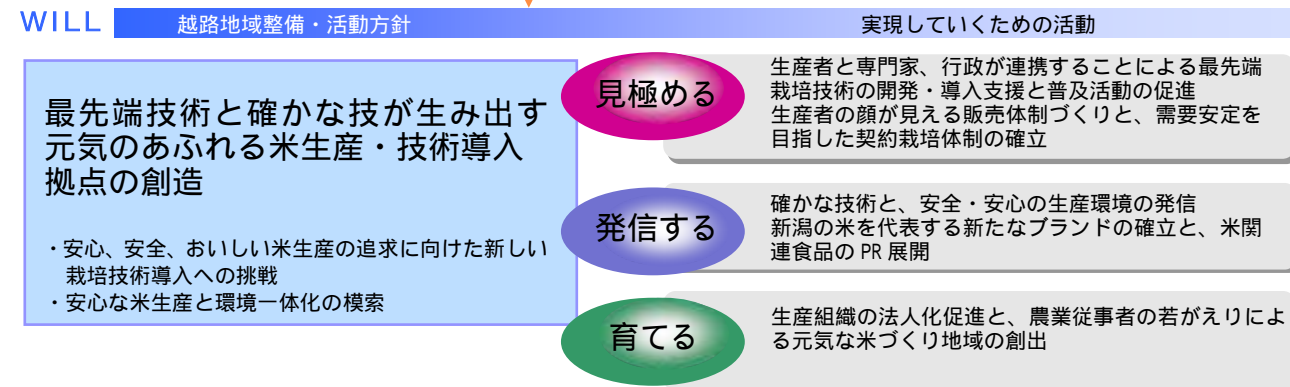 WILL 越路地域整備・活動方針 実現していくための活動
最先端技術と確かな技が生み出す
元気のあふれる米生産・技術導入
拠点の創造
・安心、安全、おいしい米生産の追求に向けた新しい
栽培技術導入への挑戦
・安心な米生産と環境一体化の模索
見極める
生産者と専門家、行政が連携することによる最先端
栽培技術の開発・導入支援と普及活動の促進
生産者の顔が見える販売体制づくりと、需要安定を
目指した契約栽培体制の確立
発信する
確かな技術と、安全・安心の生産環境の発信
新潟の米を代表する新たなブランドの確立と、米関
連食品の PR 展開
育てる
生産組織の法人化促進と、農業従事者の若がえりによ
る元気な米づくり地域の創出